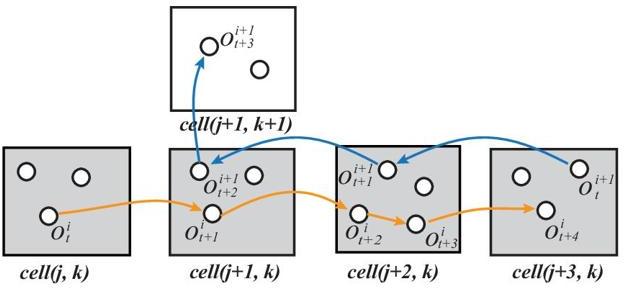 O_{t+3}^{i+1}
cell(j+1, k+1)
O_t^i
O_{t+2}^{i+1}
O_{t+1}^i
O_{t+1}^{i+1}
O_{t+2}^i
O_{t+3}^i
O_t^{i+1}
O_{t+4}^i
cell(j, k)
cell(j+1, k)
cell(j+2, k)
cell(j+3, k)